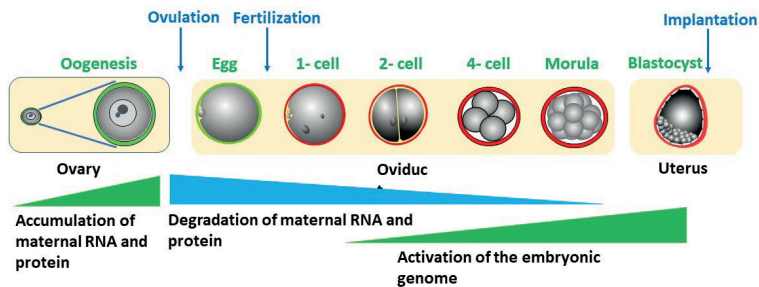 Ovulation Fertilization Implantation
Oogenesis Egg 1- cell 2- cell 4- cell Morula Blastocyst
Ovary Oviduc Uterus
Accumulation of
maternal RNA and
protein
Degradation of maternal RNA and
protein
Activation of the embryonic
genome